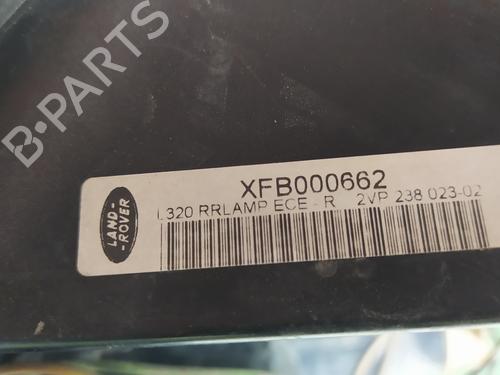 B-PARTS
XFB000662
L320 RRLAMP ECE - R 2VP 238 023-02
LAND-
-ROVER